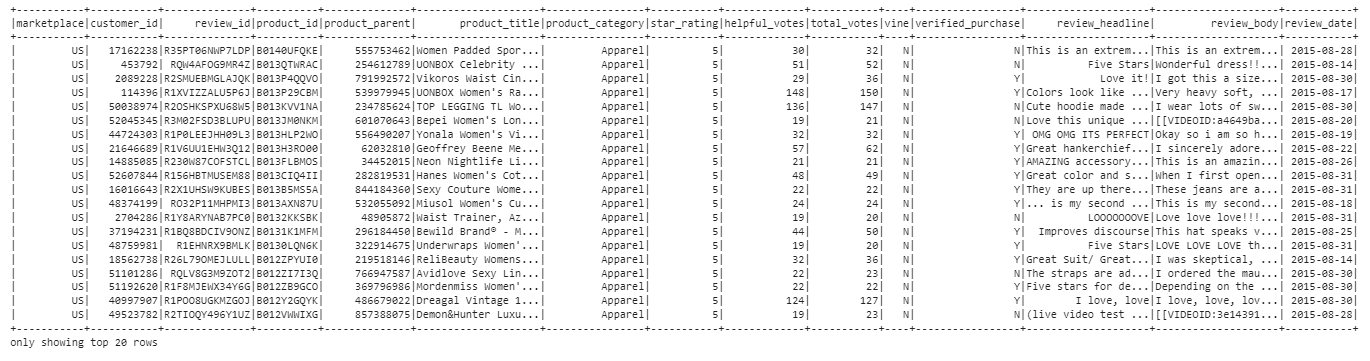 +-----------+-----------+--------------+----------+--------------+--------------------+----------------+-----------+-------------+-----------+----+-----------------+--------------------+--------------------+-----------+
|marketplace|customer_id|     review_id|product_id|product_parent|       product_title|product_category|star_rating|helpful_votes|total_votes|vine|verified_purchase|     review_headline|         review_body|review_date|
+-----------+-----------+--------------+----------+--------------+--------------------+----------------+-----------+-------------+-----------+----+-----------------+--------------------+--------------------+-----------+
|         US|   17162238|R35PT06NWP7LDP|B0140UFQKE|     555753462|Women Padded Spor...|         Apparel|          5|           30|         32|   N|                N|This is an extrem...|This is an extrem...| 2015-08-28|
|         US|     453792| RQW4AFOG9MR4Z|B013QTWRAC|     254612789|UONBOX Celebrity ...|         Apparel|          5|           51|         52|   N|                N|          Five Stars|Wonderful dress!!...| 2015-08-14|
|         US|    2089228|R2SMUEBMGLAJQK|B013P4QQVO|     791992572|Vikoros Waist Cin...|         Apparel|          5|           29|         36|   N|                Y|            Love it!|I got this a size...| 2015-08-30|
|         US|     114396|R1XVIZZALU5P6J|B013P29CBM|     539979945|UONBOX Women's Ra...|         Apparel|          5|          148|        150|   N|                Y|Colors look like ...|Very heavy soft, ...| 2015-08-17|
|         US|   50038974|R2OSHKSPXU68W5|B013KVV1NA|     234785624|TOP LEGGING TL Wo...|         Apparel|          5|          136|        147|   N|                N|Cute hoodie made ...|I wear lots of sw...| 2015-08-30|
|         US|   52045345|R3M02FSD3BLUPU|B013JM0NKM|     601070643|Bepei Women's Lon...|         Apparel|          5|           19|         21|   N|                N|Love this unique ...|[[VIDEOID:a4649ba...| 2015-08-20|
|         US|   44724303|R1P0LEEJHH09L3|B013HLP2WO|     556490207|Yonala Women's Vi...|         Apparel|          5|           32|         32|   N|                Y| OMG OMG ITS PERFECT|Okay so i am so h...| 2015-08-19|
|         US|   21646689|R1V6UU1EHW3Q12|B013H3RO00|      62032810|Geoffrey Beene Me...|         Apparel|          5|           57|         62|   N|                Y|Great hankerchief...|I sincerely adore...| 2015-08-22|
|         US|   14885085|R230W87COFSTCL|B013FLBMOS|      34452015|Neon Nightlife Li...|         Apparel|          5|           21|         21|   N|                Y|AMAZING accessory...|This is an amazin...| 2015-08-26|
|         US|   52607844|R156HBTMUSEM88|B013CIQ4II|     282819531|Hanes Women's Cot...|         Apparel|          5|           48|         49|   N|                Y|Great color and s...|When I first open...| 2015-08-31|
|         US|   16016643|R2X1UHSW9KUBES|B013B5MS5A|     844184360|Sexy Couture Wome...|         Apparel|          5|           22|         22|   N|                Y|They are up there...|These jeans are a...| 2015-08-31|
|         US|   48374199| RO32P11MHPMI3|B013AXN87U|     532055092|Miusol Women's Cu...|         Apparel|          5|           24|         24|   N|                Y|... is my second ...|This is my second...| 2015-08-18|
|         US|    2704286|R1Y8ARYNAB7PC0|B0132KKSBK|      48905872|Waist Trainer, Az...|         Apparel|          5|           19|         20|   N|                N|          LOOOOOOOVE|Love love love!!!...| 2015-08-31|
|         US|   37194231|R1BQ8BDCIV9ONZ|B0131K1MFM|     296184450|Bewild Brand® - M...|         Apparel|          5|           44|         50|   N|                Y|  Improves discourse|This hat speaks v...| 2015-08-25|
|         US|   48759981|  R1EHNRX9BMLK|B0130LQN6K|     322914675|Underwraps Women'...|         Apparel|          5|           19|         20|   N|                Y|          Five Stars|LOVE LOVE LOVE th...| 2015-08-31|
|         US|   18562738|R26L79OMEJLULL|B012ZPYUI0|     219518146|ReliBeauty Womens...|         Apparel|          5|           32|         36|   N|                Y|Great Suit/ Great...|I was skeptical, ...| 2015-08-14|
|         US|   51101286| RQLV8G3M9ZOT2|B012ZI7I3Q|     766947587|Avidlove Sexy Lin...|         Apparel|          5|           22|         23|   N|                N|The straps are ad...|I ordered the mau...| 2015-08-30|
|         US|   51192620|R1F8MJEWX34Y6G|B012ZB9GCO|     369796986|Mordenmiss Women'...|         Apparel|          5|           22|         22|   N|                Y|Five stars for de...|Depending on the ...| 2015-08-30|
|         US|   40997907|R1POO8UGKMZGOJ|B012Y2GQYK|     486679022|Dreagal Vintage 1...|         Apparel|          5|          124|        127|   N|                Y|        I love, love|I love, love, lov...| 2015-08-30|
|         US|   49523782|R2TIOQY496Y1UZ|B012VWWIXG|     857388075|Demon&Hunter Luxu...|         Apparel|          5|           19|         23|   N|                N|(live video test ...|[[VIDEOID:3e14391...| 2015-08-28|
+-----------+-----------+--------------+----------+--------------+--------------------+----------------+-----------+-------------+-----------+----+-----------------+--------------------+--------------------+-----------+
only showing top 20 rows